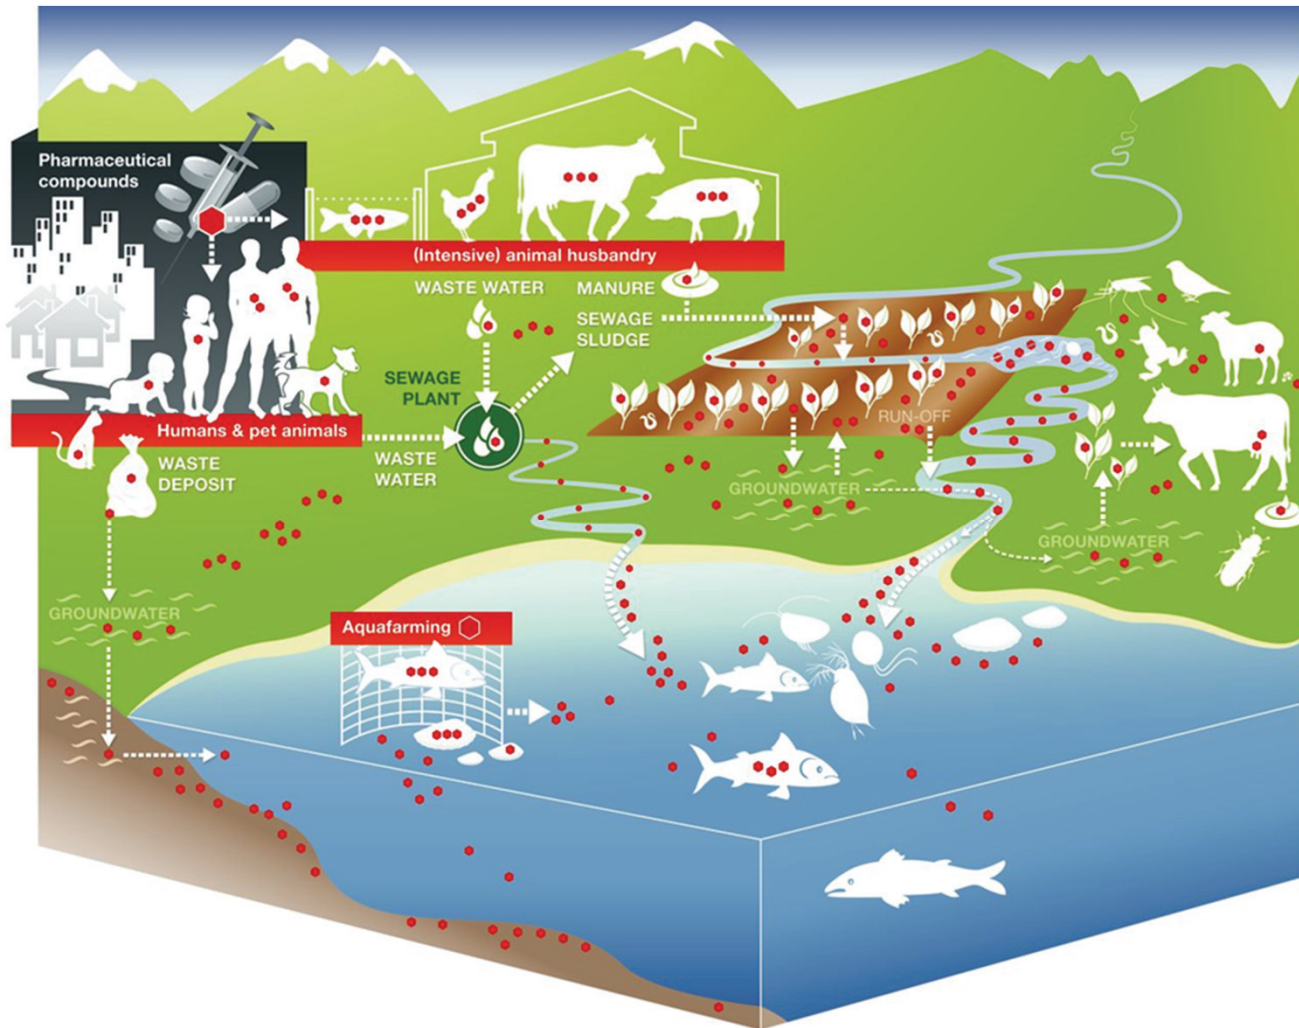 Pharmaceutical
compounds
(Intensive) animal husbandry
WASTE WATER
MANURE
SEWAGE
SLUDGE
SEWAGE
PLANT
Humans & pet animals
WASTE
DEPOSIT
WASTE
WATER
RUN-OFF
GROUNDWATER
GROUNDWATER
GROUNDWATER
Aquafarming